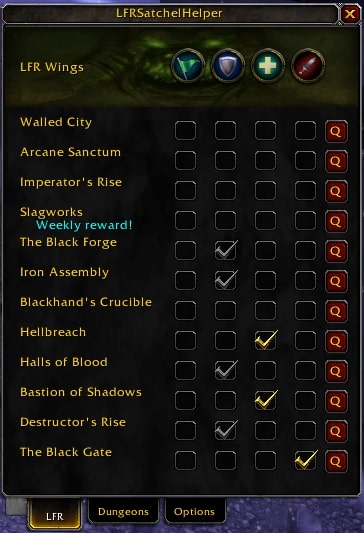 LFRSatchelHelper
LFR Wings
Walled City
Q
Arcane Sanctum
Q
Imperator's Rise
Q
Slagworks
Q
Weekly reward!
The Black Forge
Q
Iron Assembly
Q
Blackhand's Crucible
Q
Hellbreach
Q
Halls of Blood
Q
Bastion of Shadows
Q
Destructor's Rise
Q
The Black Gate
Q
LFR
Dungeons
Options